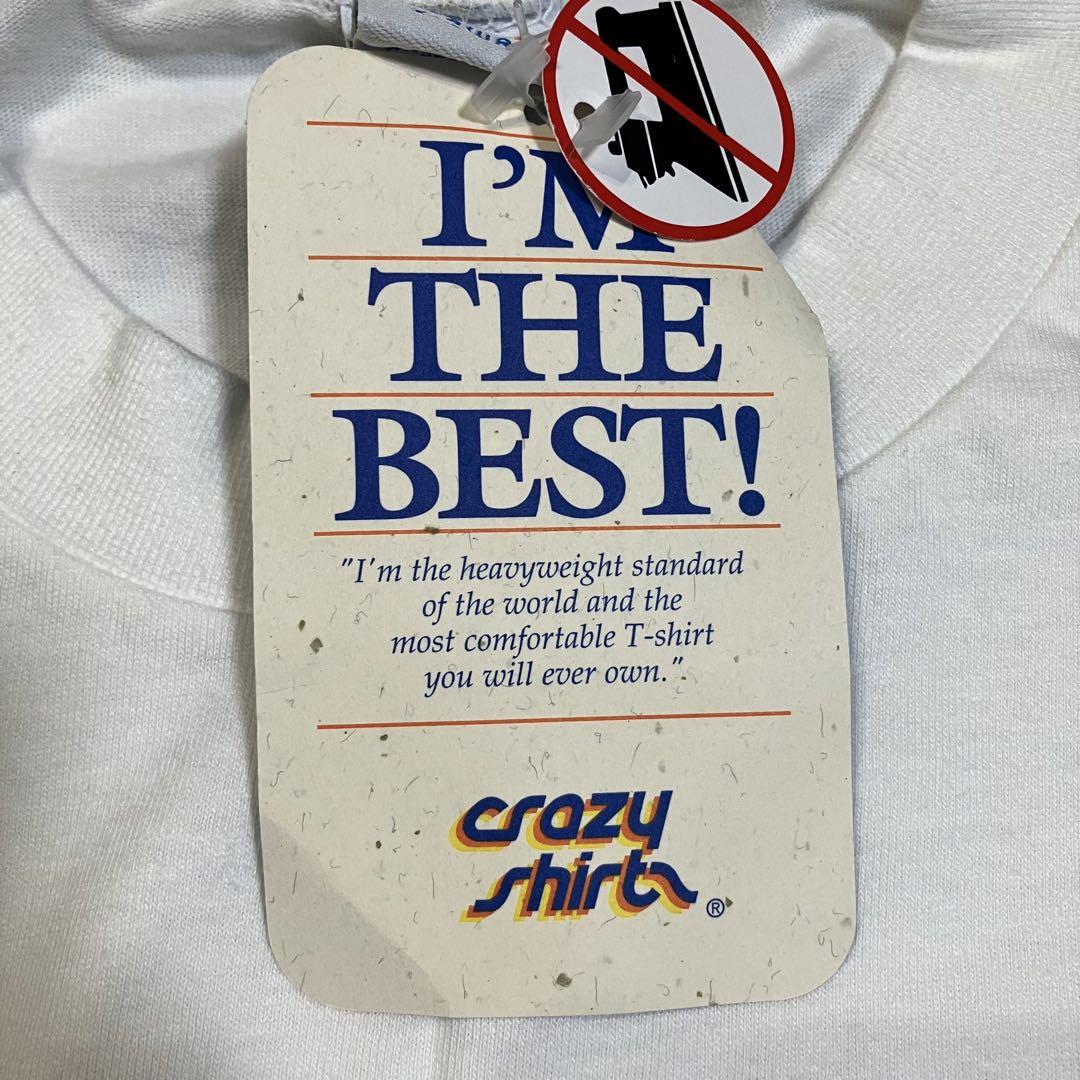 I'M
THE
BEST!
"I'm the heavyweight standard
of the world and the
most comfortable T-shirt
you will ever own."
crazy
shirts
®